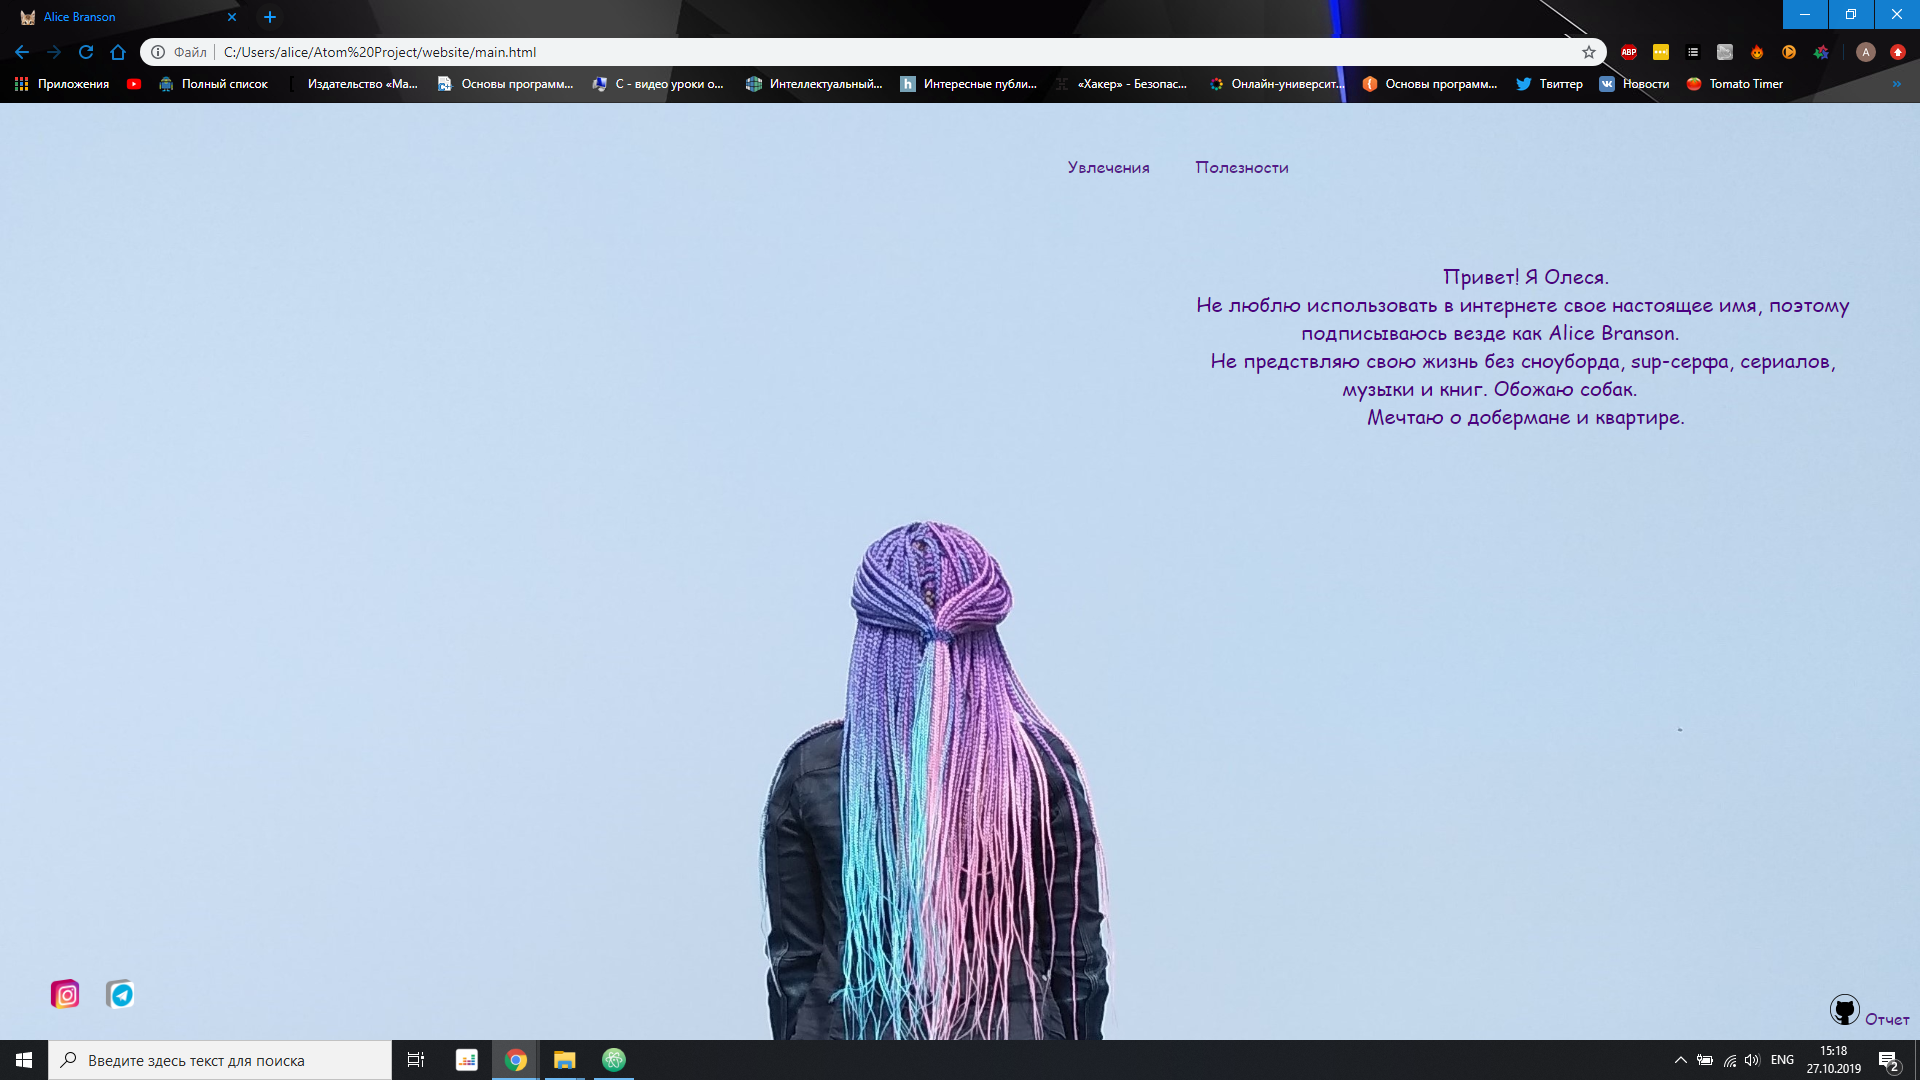 Alice Branson
Файл
C:/Users/alice/Atom%20Project/website/main.html
ABP
A
Приложения
Полный список
Издательство «Ма...
Основы программ...
С - видео уроки о...
Интеллектуальный...
Интересные публи...
«Хакер» - Безопас...
Онлайн-университ...
Основы программ...
Твиттер
Новости
Tomato Timer
Увлечения
Полезности
Привет! Я Олеся.
Не люблю использовать в интернете свое настоящее имя, поэтому
подписываюсь везде как Alice Branson.
Не предствляю свою жизнь без сноуборда, sup-серфа, сериалов,
музыки и книг. Обожаю собак.
Мечтаю о добермане и квартире.
Отчет
Введите здесь текст для поиска
ENG
15:18
27.10.2019
2